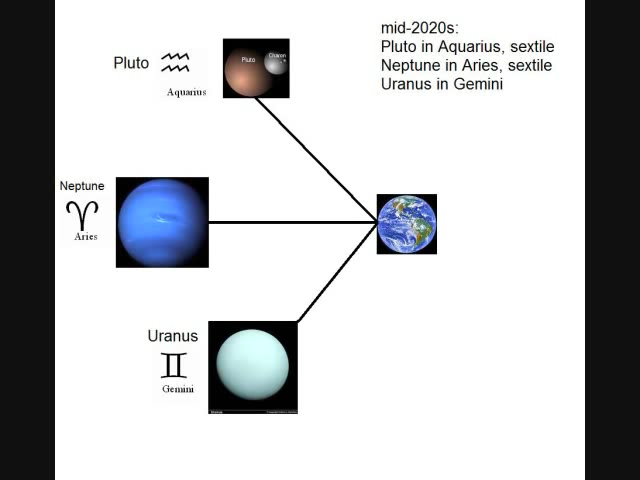 mid-2020s:
Pluto in Aquarius, sextile
Neptune in Aries, sextile
Uranus in Gemini
Pluto
Aquarius
Pluto
Charon
Neptune
Aries
Uranus
Gemini